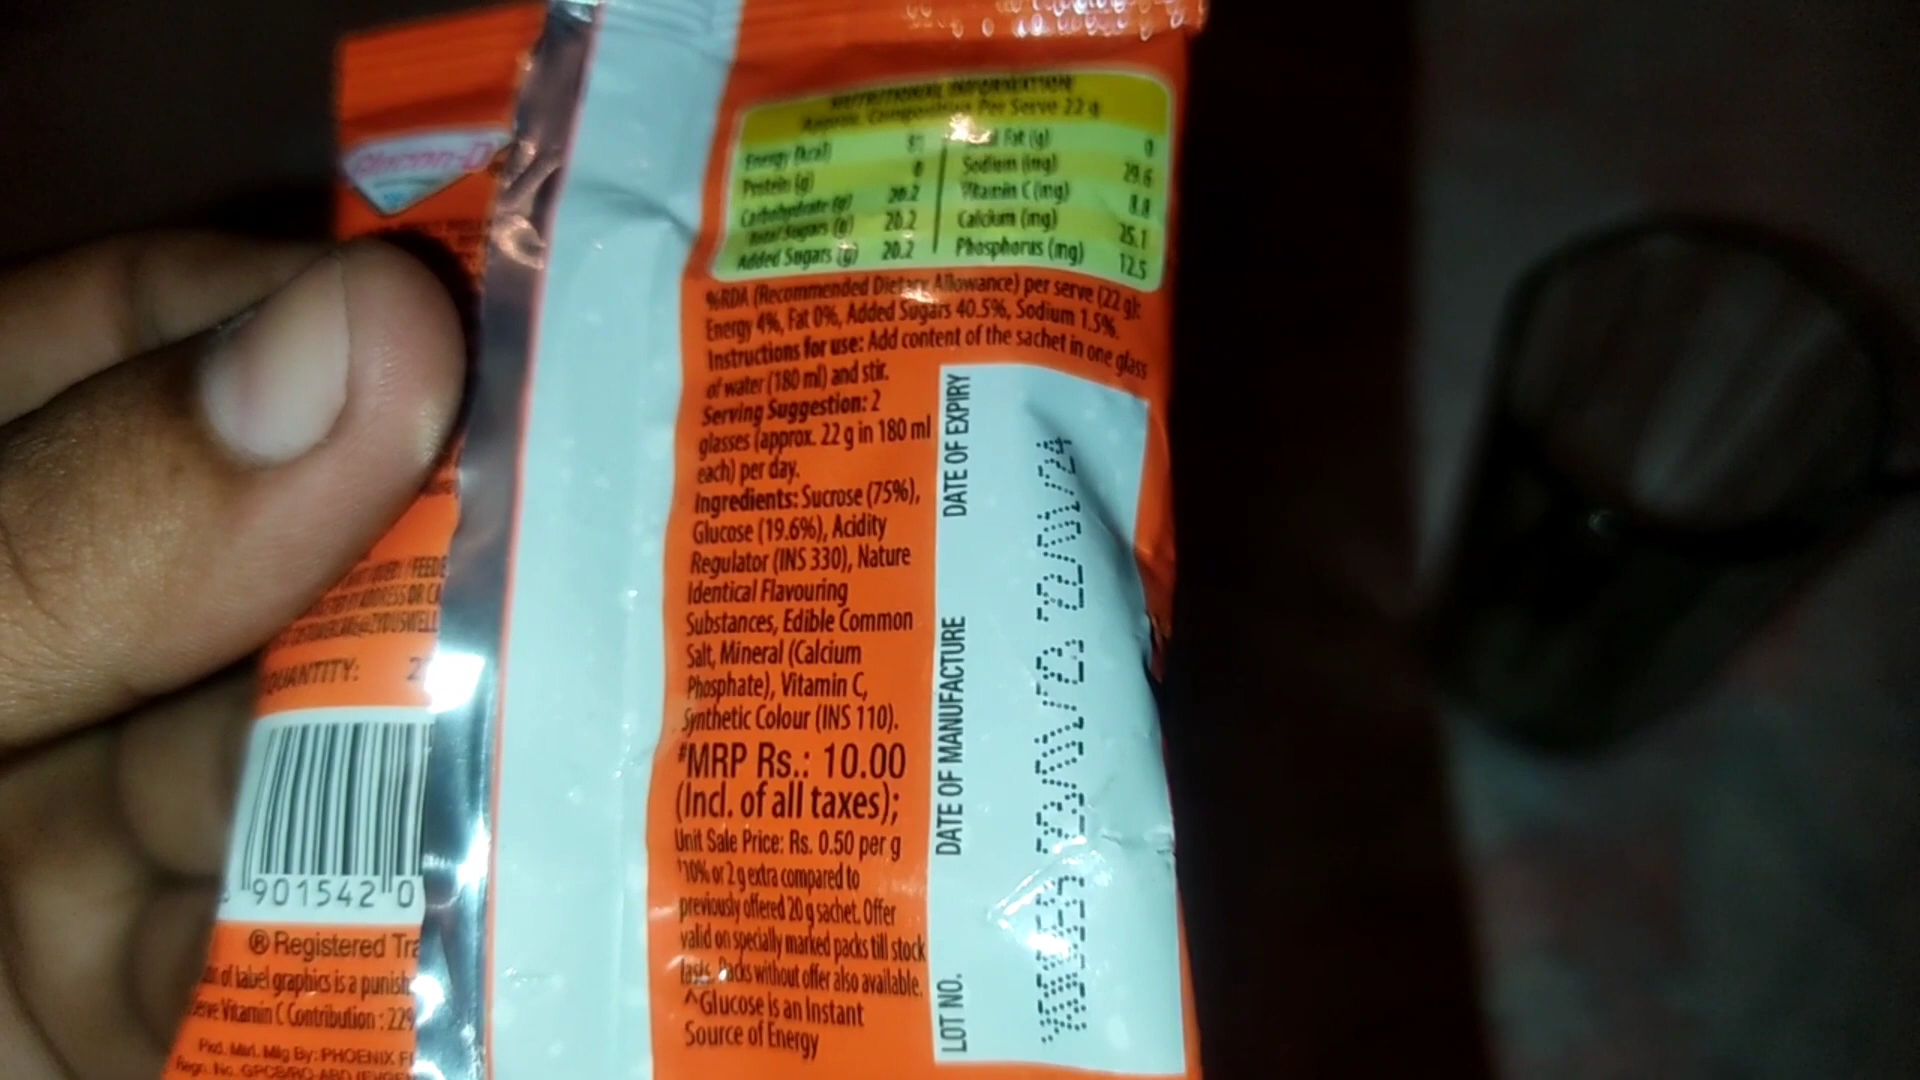 Glucon-D
NUTRITIONAL INFORMATION
Approx. Composition Per Serve 22 g
Energy (kcal) 81
Protein (g) 0
Carbohydrate (g) 20.2
Total Sugars (g) 20.2
Added Sugars (g) 20.2
Fat (g) 0
Sodium (mg) 29.6
Vitamin C (mg) 8.8
Calcium (mg) 25.1
Phosphorus (mg) 12.5
%RDA (Recommended Dietary Allowance) per serve (22 g):
Energy 4%, Fat 0%, Added Sugars 40.5%, Sodium 1.5%.
Instructions for use: Add content of the sachet in one glass
of water (180 ml) and stir.
Serving Suggestion: 2
glasses (approx. 22 g in 180 ml
each) per day.
Ingredients: Sucrose (75%),
Glucose (19.6%), Acidity
Regulator (INS 330), Nature
Identical Flavouring
Substances, Edible Common
Salt, Mineral (Calcium
Phosphate), Vitamin C,
Synthetic Colour (INS 110).
#MRP Rs.: 10.00
(Incl. of all taxes);
Unit Sale Price: Rs. 0.50 per g
10% or 2 g extra compared to
previously offered 20 g sachet. Offer
valid on specially marked packs till stock
lasts. Packs without offer also available.
^Glucose is an Instant
Source of Energy
LOT NO. DATE OF MANUFACTURE DATE OF EXPIRY
QUANTITY:
901542 0
® Registered Tra
of label graphics is a punish
Vitamin C Contribution : 22%
Mfg By: PHOENIX